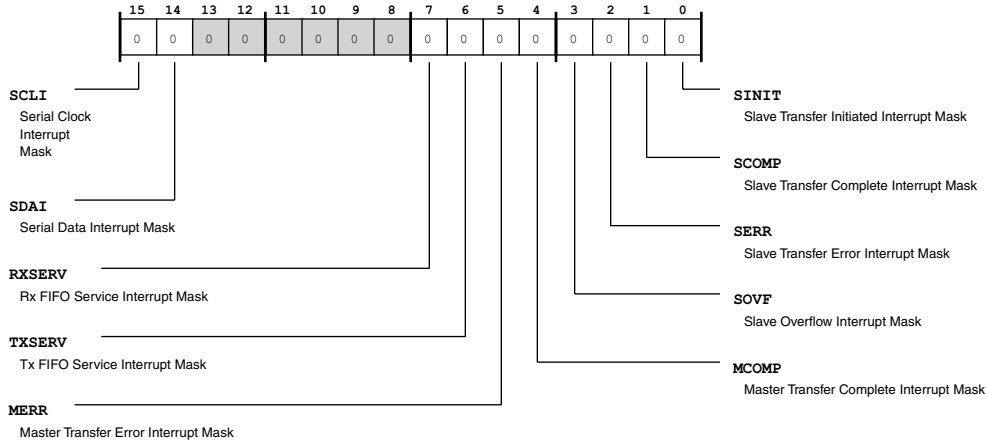 15 14 13 12 11 10 9 8 7 6 5 4 3 2 1 0
0 0 0 0 0 0 0 0 0 0 0 0 0 0 0 0
SCLI
Serial Clock
Interrupt
Mask
SDAI
Serial Data Interrupt Mask
RXSERV
Rx FIFO Service Interrupt Mask
TXSERV
Tx FIFO Service Interrupt Mask
MERR
Master Transfer Error Interrupt Mask
SINIT
Slave Transfer Initiated Interrupt Mask
SCOMP
Slave Transfer Complete Interrupt Mask
SERR
Slave Transfer Error Interrupt Mask
SOVF
Slave Overflow Interrupt Mask
MCOMP
Master Transfer Complete Interrupt Mask